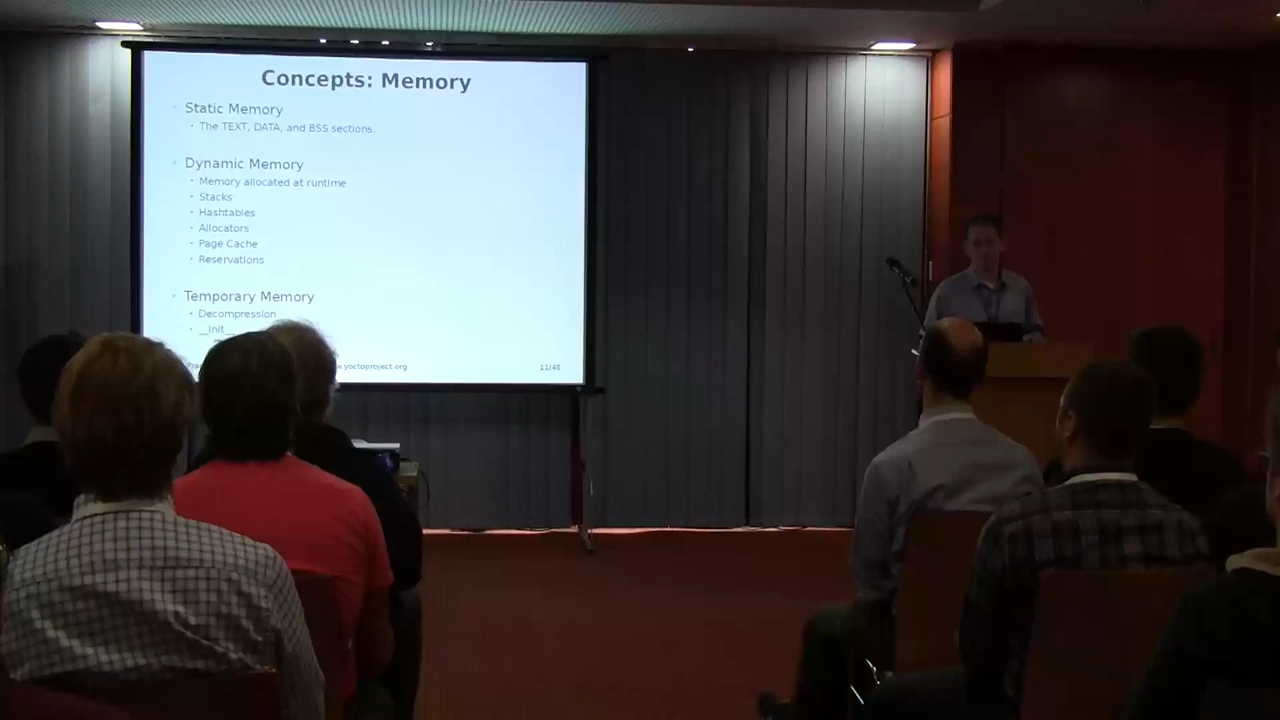 Concepts: Memory
Static Memory
The TEXT, DATA, and BSS sections.
Dynamic Memory
Memory allocated at runtime
Stacks
Hashtables
Allocators
Page Cache
Reservations
Temporary Memory
Decompression
__init__
yoctoproject.org
11/48